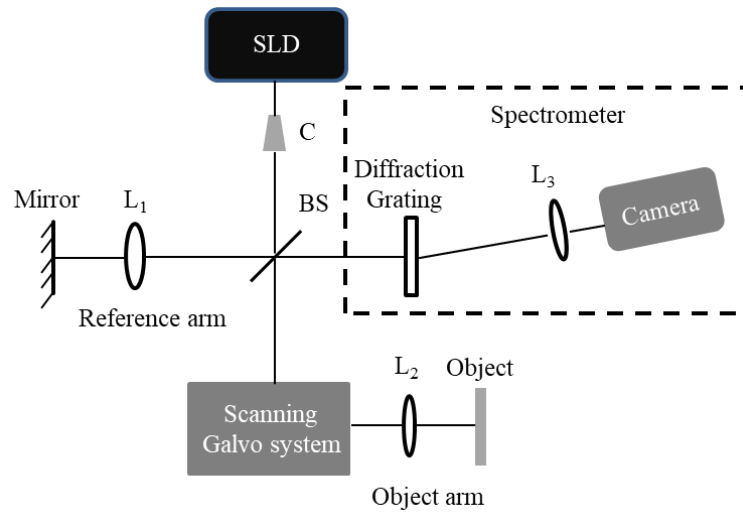 SLD
C
Spectrometer
Diffraction
Grating
L3
Camera
Mirror
L1
BS
Reference arm
Scanning
Galvo system
L2
Object
Object arm